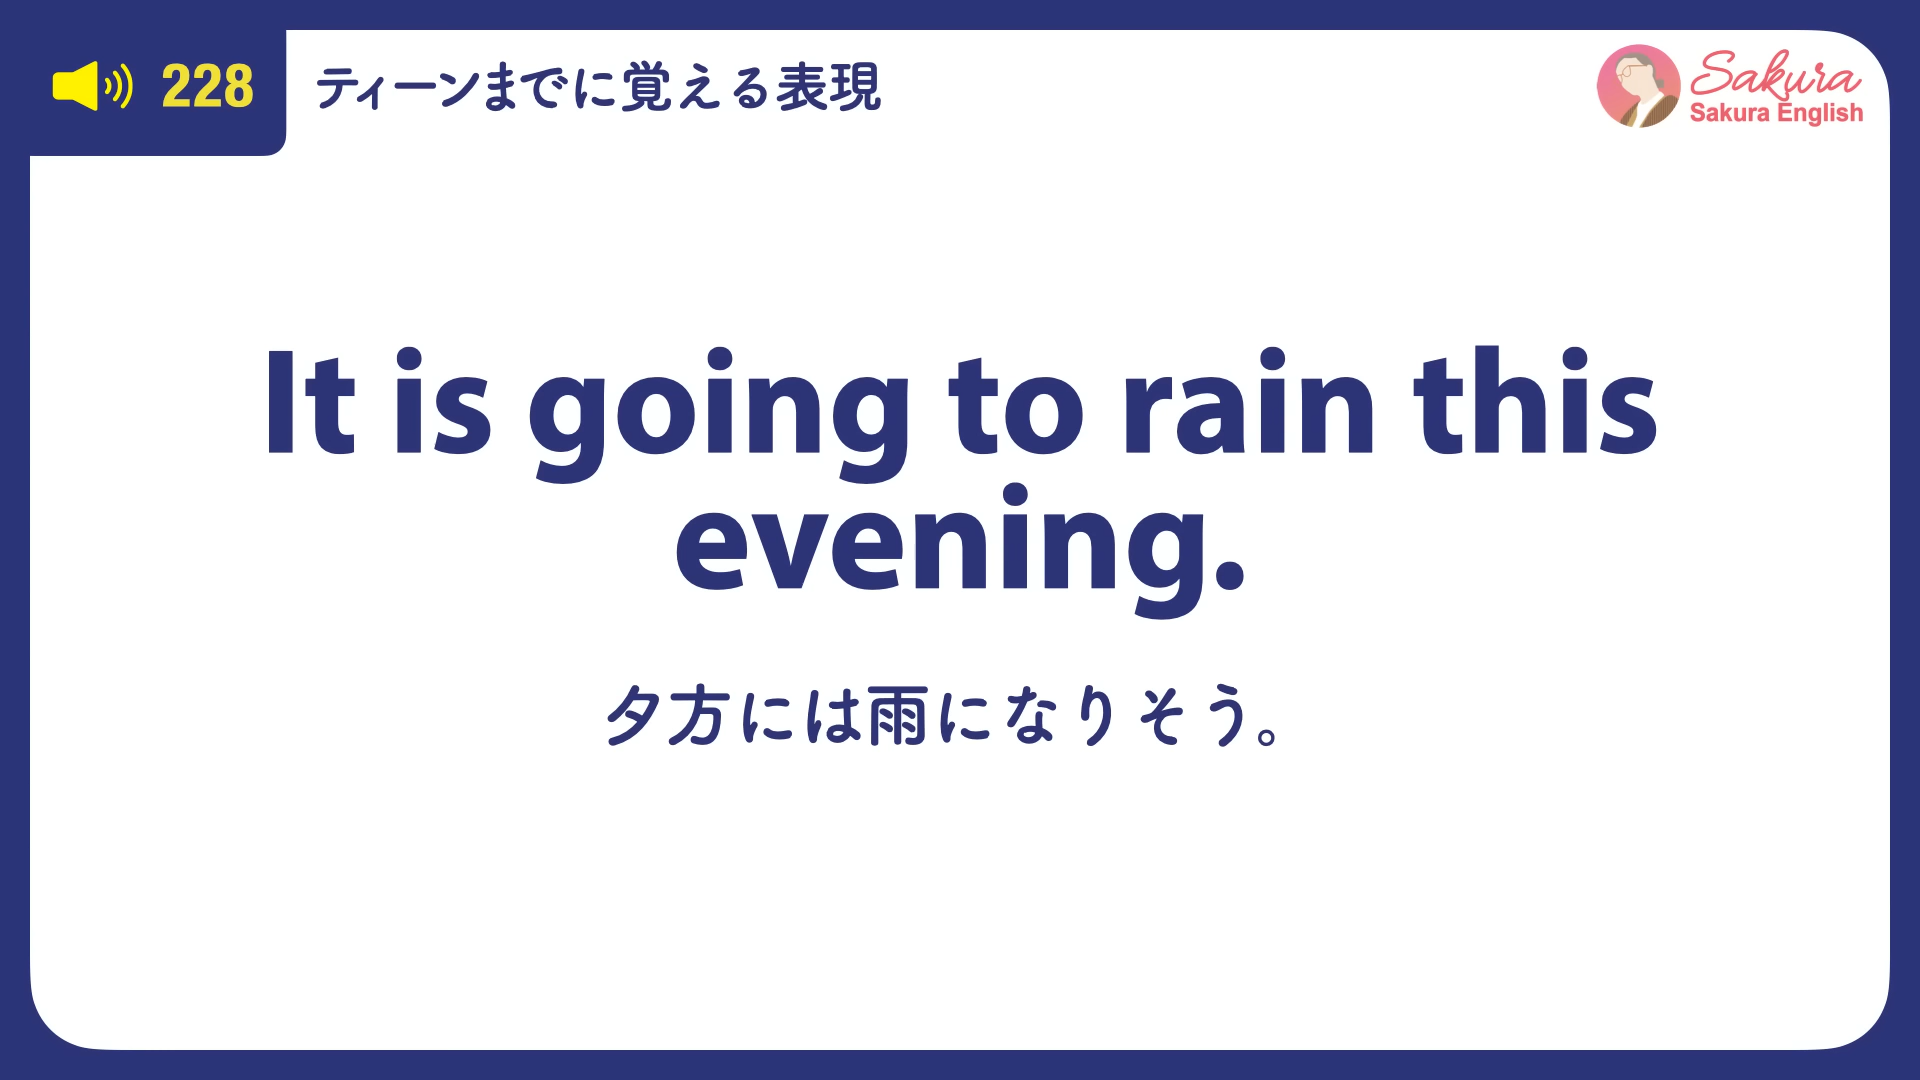 228
ティーンまでに覚える表現
Sakura
Sakura English
It is going to rain this
evening.
夕方には雨になりそう。